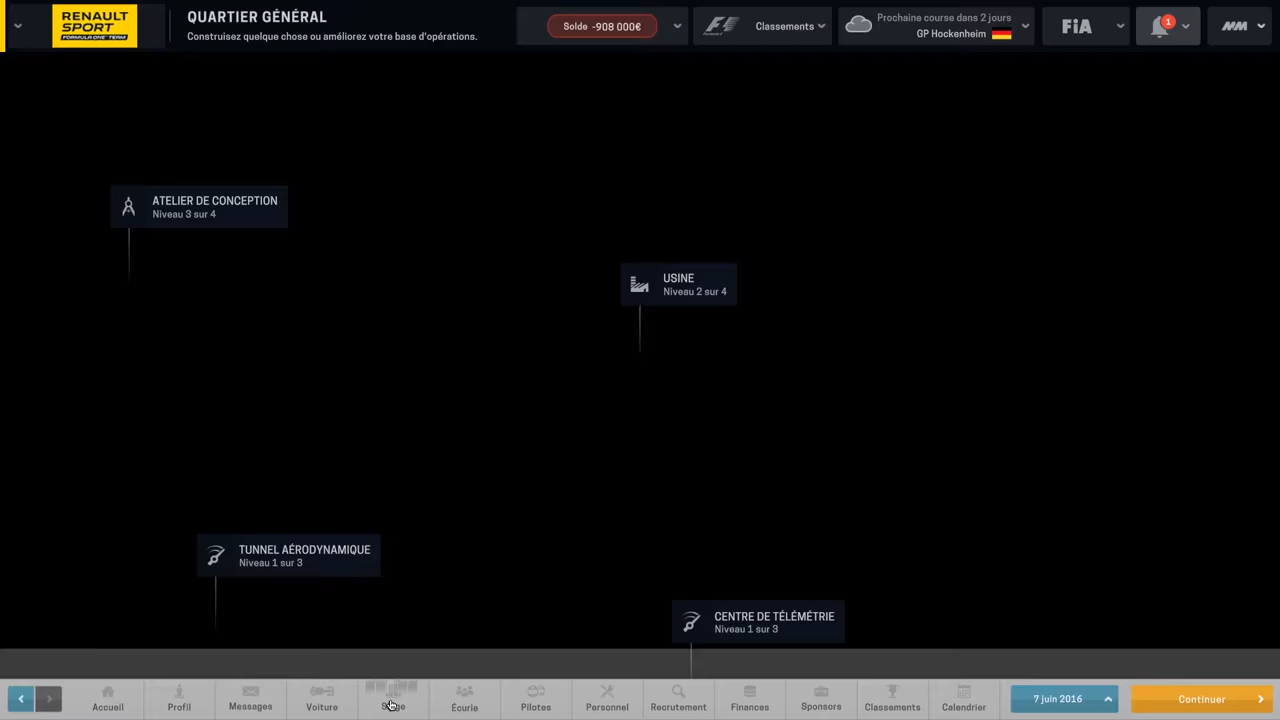 RENAULT
SPORT
FORMULA ONE TEAM
QUARTIER GÉNÉRAL
Construisez quelque chose ou améliorez votre base d'opérations.
Solde -908 000€
Classements
Prochaine course dans 2 jours
GP Hockenheim
FiA
1
ATELIER DE CONCEPTION
Niveau 3 sur 4
USINE
Niveau 2 sur 4
TUNNEL AÉRODYNAMIQUE
Niveau 1 sur 3
CENTRE DE TÉLÉMÉTRIE
Niveau 1 sur 3
Accueil
Profil
Messages
Voiture
Écurie
Pilotes
Personnel
Recrutement
Finances
Sponsors
Classements
Calendrier
7 juin 2016
Continuer